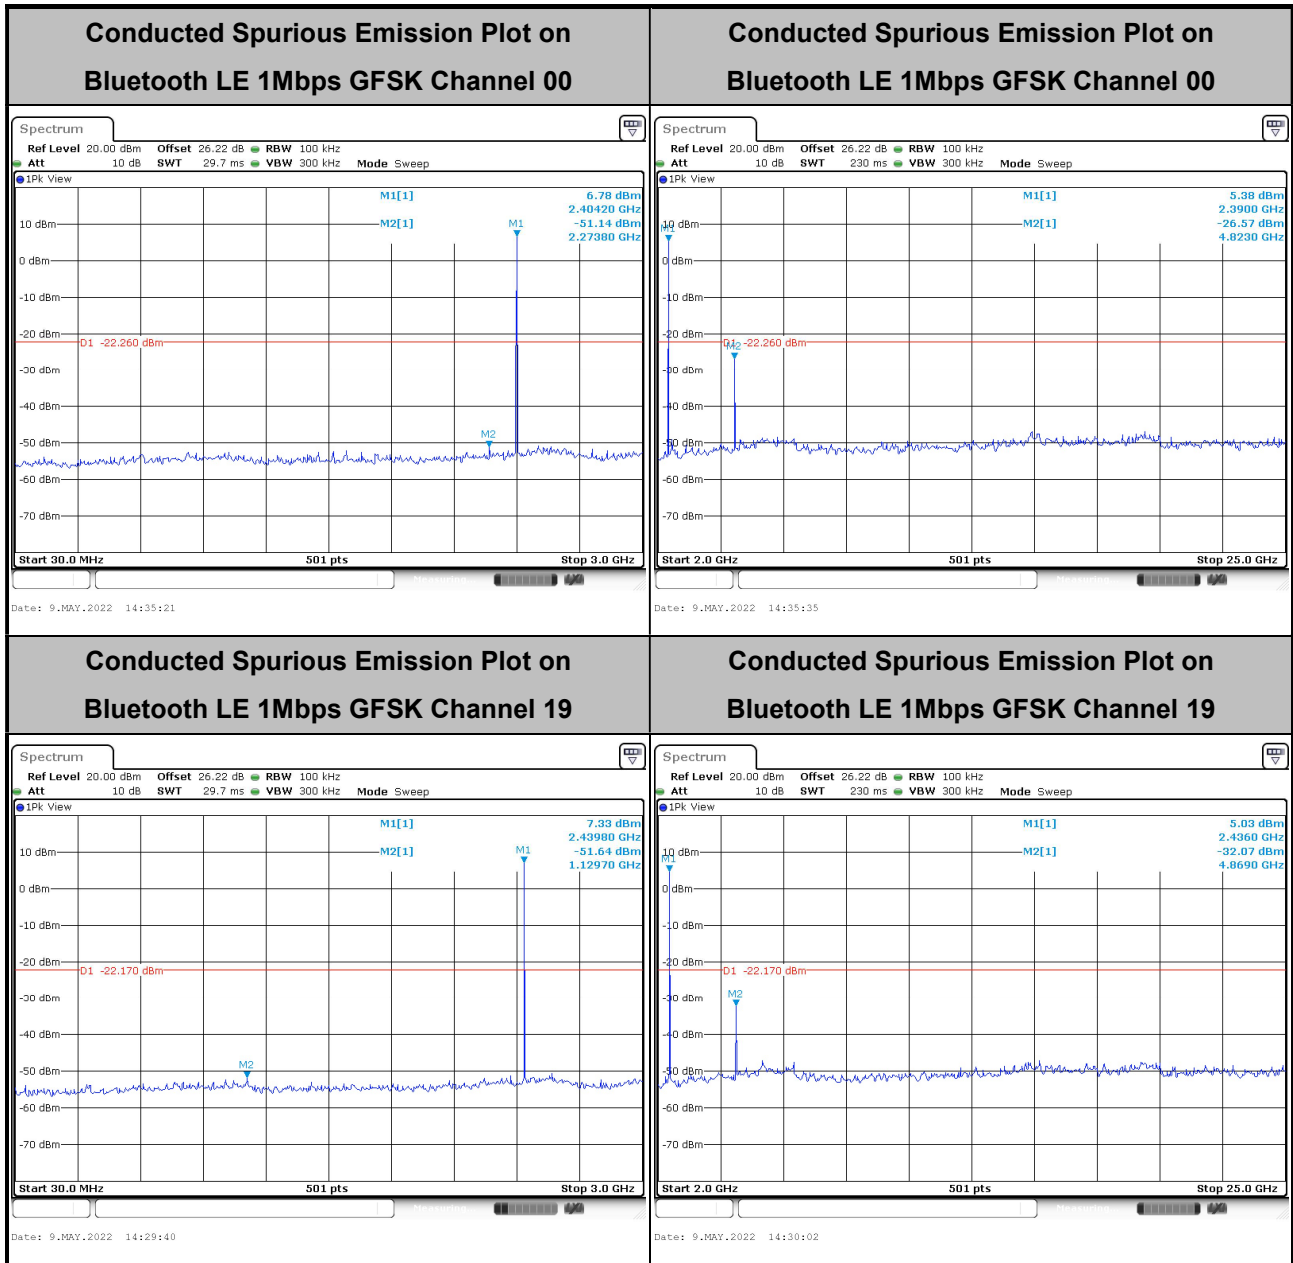 Conducted Spurious Emission Plot on
Bluetooth LE 1Mbps GFSK Channel 00
Spectrum
Ref Level 20.00 dBm Offset 26.22 dB RBW 100 kHz
Att 10 dB SWT 29.7 ms VBW 300 kHz Mode Sweep
1Pk View
M1[1] 6.78 dBm
2.40420 GHz
M2[1] -51.14 dBm
2.27380 GHz
M1
10 dBm
0 dBm
-10 dBm
-20 dBm
D1 -22.260 dBm
-30 dBm
-40 dBm
-50 dBm
M2
-60 dBm
-70 dBm
Start 30.0 MHz 501 pts Stop 3.0 GHz
Measuring...
Date: 9.MAY.2022 14:35:21
Conducted Spurious Emission Plot on
Bluetooth LE 1Mbps GFSK Channel 00
Spectrum
Ref Level 20.00 dBm Offset 26.22 dB RBW 100 kHz
Att 10 dB SWT 230 ms VBW 300 kHz Mode Sweep
1Pk View
M1[1] 5.38 dBm
2.3900 GHz
M2[1] -26.57 dBm
4.8230 GHz
10 dBm
M1
0 dBm
-10 dBm
-20 dBm
D1 -22.260 dBm
M2
-30 dBm
-40 dBm
-50 dBm
-60 dBm
-70 dBm
Start 2.0 GHz 501 pts Stop 25.0 GHz
Measuring...
Date: 9.MAY.2022 14:35:35
Conducted Spurious Emission Plot on
Bluetooth LE 1Mbps GFSK Channel 19
Spectrum
Ref Level 20.00 dBm Offset 26.22 dB RBW 100 kHz
Att 10 dB SWT 29.7 ms VBW 300 kHz Mode Sweep
1Pk View
M1[1] 7.33 dBm
2.43980 GHz
M2[1] -51.64 dBm
1.12970 GHz
M1
10 dBm
0 dBm
-10 dBm
-20 dBm
D1 -22.170 dBm
-30 dBm
-40 dBm
-50 dBm
M2
-60 dBm
-70 dBm
Start 30.0 MHz 501 pts Stop 3.0 GHz
Measuring...
Date: 9.MAY.2022 14:29:40
Conducted Spurious Emission Plot on
Bluetooth LE 1Mbps GFSK Channel 19
Spectrum
Ref Level 20.00 dBm Offset 26.22 dB RBW 100 kHz
Att 10 dB SWT 230 ms VBW 300 kHz Mode Sweep
1Pk View
M1[1] 5.03 dBm
2.4360 GHz
M2[1] -32.07 dBm
4.8690 GHz
10 dBm
M1
0 dBm
-10 dBm
-20 dBm
D1 -22.170 dBm
M2
-30 dBm
-40 dBm
-50 dBm
-60 dBm
-70 dBm
Start 2.0 GHz 501 pts Stop 25.0 GHz
Measuring...
Date: 9.MAY.2022 14:30:02